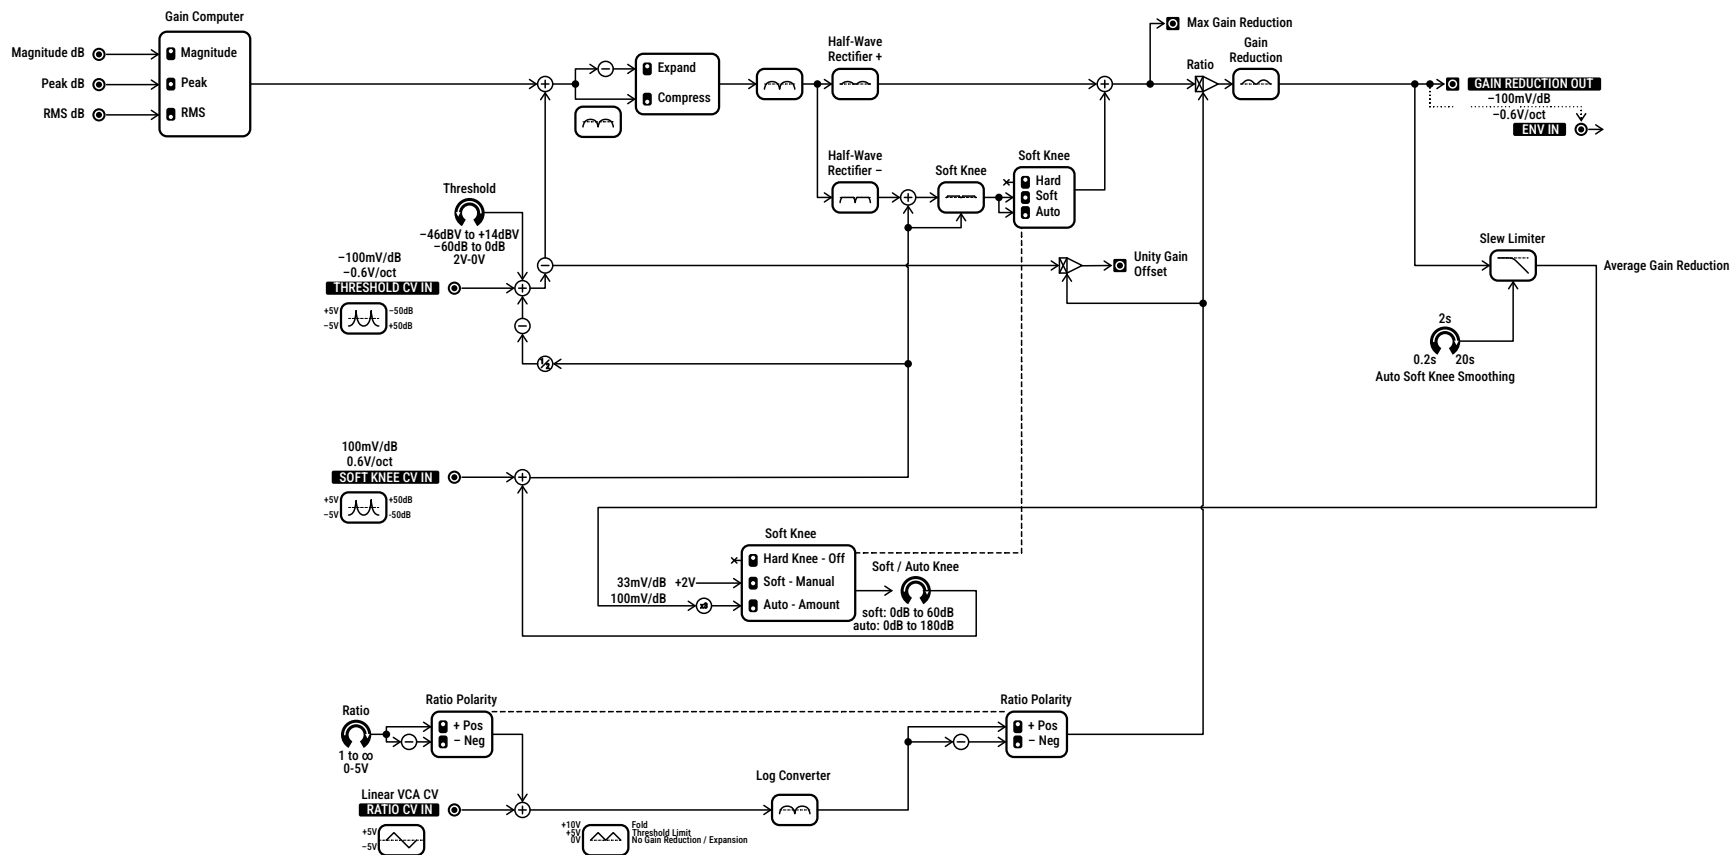 Gain Computer
Magnitude dB
Magnitude
Peak dB
Peak
RMS dB
RMS
Expand
Compress
Half-Wave
Rectifier +
Half-Wave
Rectifier −
Soft Knee
Soft Knee
Hard
Soft
Auto
Max Gain Reduction
Ratio
Gain
Reduction
GAIN REDUCTION OUT
−100mV/dB
−0.6V/oct
ENV IN
Threshold
−46dBV to +14dBV
−60dB to 0dB
2V-0V
−100mV/dB
−0.6V/oct
THRESHOLD CV IN
+5V
−50dB
−5V
+50dB
1/2
Unity Gain
Offset
Slew Limiter
Average Gain Reduction
2s
0.2s
20s
Auto Soft Knee Smoothing
100mV/dB
0.6V/oct
SOFT KNEE CV IN
+5V
+50dB
−5V
-50dB
Soft Knee
Hard Knee - Off
33mV/dB +2V
Soft - Manual
100mV/dB
x3
Auto - Amount
Soft / Auto Knee
soft: 0dB to 60dB
auto: 0dB to 180dB
Ratio
1 to ∞
0-5V
Ratio Polarity
+ Pos
− Neg
Ratio Polarity
+ Pos
− Neg
Linear VCA CV
RATIO CV IN
+5V
−5V
Log Converter
+10V
Fold
+5V
Threshold Limit
0V
No Gain Reduction / Expansion